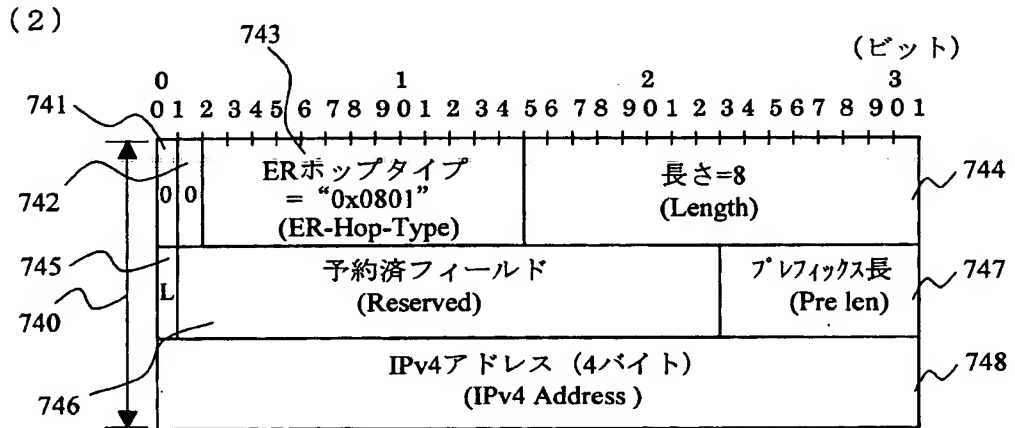 (2)
743
(ビット)
0 1 2 3
0 1 2 3 4 5 6 7 8 9 0 1 2 3 4 5 6 7 8 9 0 1 2 3 4 5 6 7 8 9 0 1
741
742
0 0
ERホップタイプ
= “0x0801”
(ER-Hop-Type)
長さ=8
(Length)
744
745
740
L
予約済フィールド
(Reserved)
プレフィックス長
(Pre len)
747
746
IPv4アドレス (4バイト)
(IPv4 Address )
748